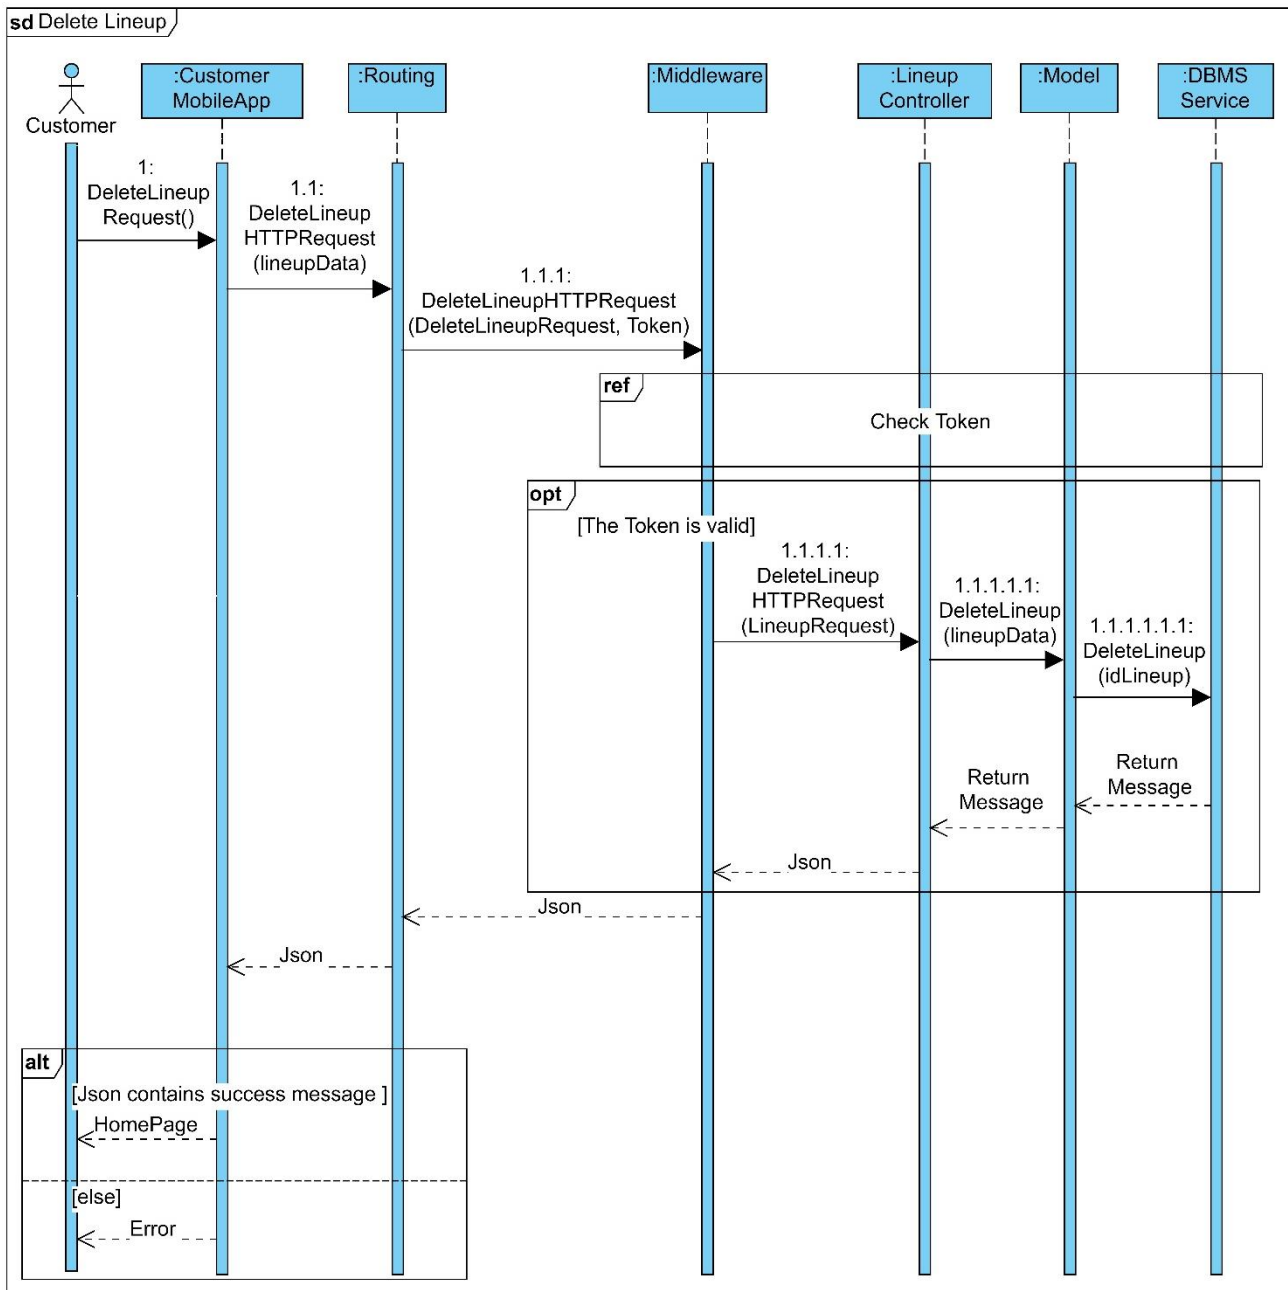 sd Delete Lineup
Customer
:Customer
MobileApp
:Routing
:Middleware
:Lineup
Controller
:Model
:DBMS
Service
1:
DeleteLineup
Request()
1.1:
DeleteLineup
HTTPRequest
(lineupData)
1.1.1:
DeleteLineupHTTPRequest
(DeleteLineupRequest, Token)
ref
Check Token
opt
[The Token is valid]
1.1.1.1:
DeleteLineup
HTTPRequest
(LineupRequest)
1.1.1.1.1:
DeleteLineup
(lineupData)
1.1.1.1.1.1:
DeleteLineup
(idLineup)
Return
Message
Return
Message
Json
Json
Json
alt
[Json contains success message ]
HomePage
[else]
Error